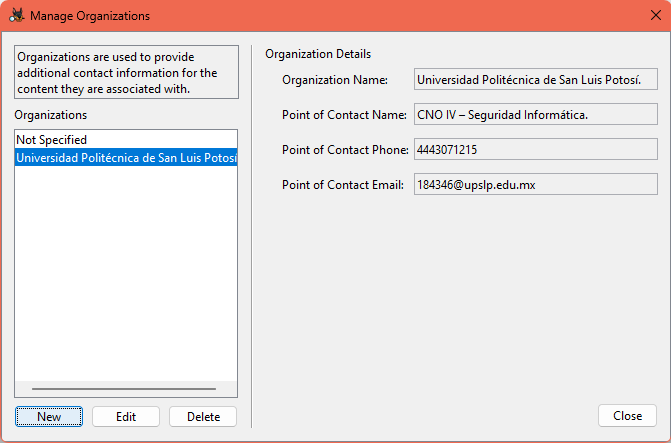 Manage Organizations
Organizations are used to provide
additional contact information for the
content they are associated with.
Organizations
Not Specified
Universidad Politécnica de San Luis Potosí
New
Edit
Delete
Organization Details
Organization Name:
Universidad Politécnica de San Luis Potosí.
Point of Contact Name:
CNO IV – Seguridad Informática.
Point of Contact Phone:
4443071215
Point of Contact Email:
184346@upslp.edu.mx
Close